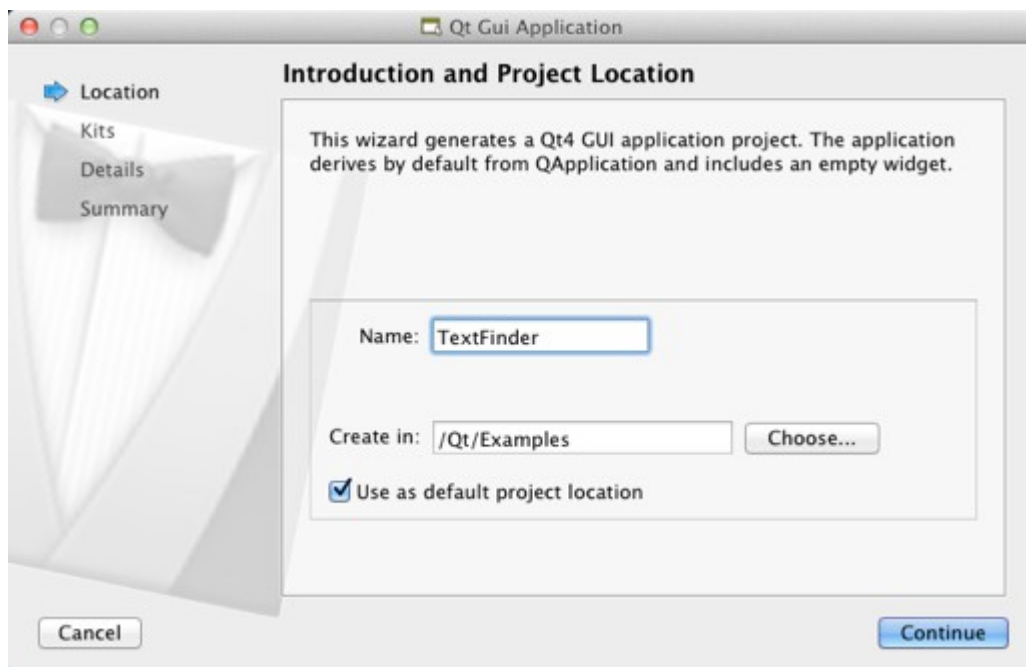 Qt Gui Application
Location
Kits
Details
Summary
Introduction and Project Location
This wizard generates a Qt4 GUI application project. The application
derives by default from QApplication and includes an empty widget.
Name: TextFinder
Create in: /Qt/Examples Choose...
Use as default project location
Cancel Continue